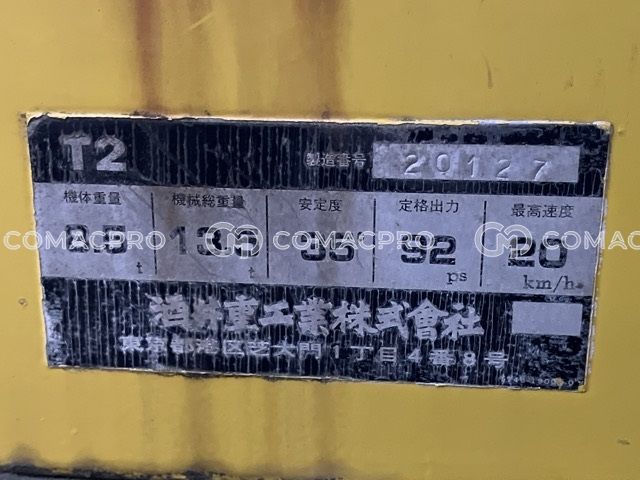 T2 製造番号 20127
機体重量 機械総重量 安定度 定格出力 最高速度
35° 92 20
t t ps km/h
酒井重工業株式會社
東京都港区芝大門1丁目4番8号
COMACPRO COMACPRO COMACPRO